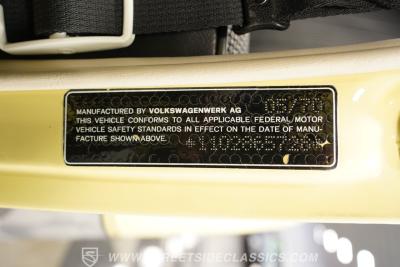 MANUFACTURED BY VOLKSWAGENWERK AG 05/70
THIS VEHICLE CONFORMS TO ALL APPLICABLE FEDERAL MOTOR
VEHICLE SAFETY STANDARDS IN EFFECT ON THE DATE OF MANU-
FACTURE SHOWN ABOVE.
STREETSIDECLASSICS.COM